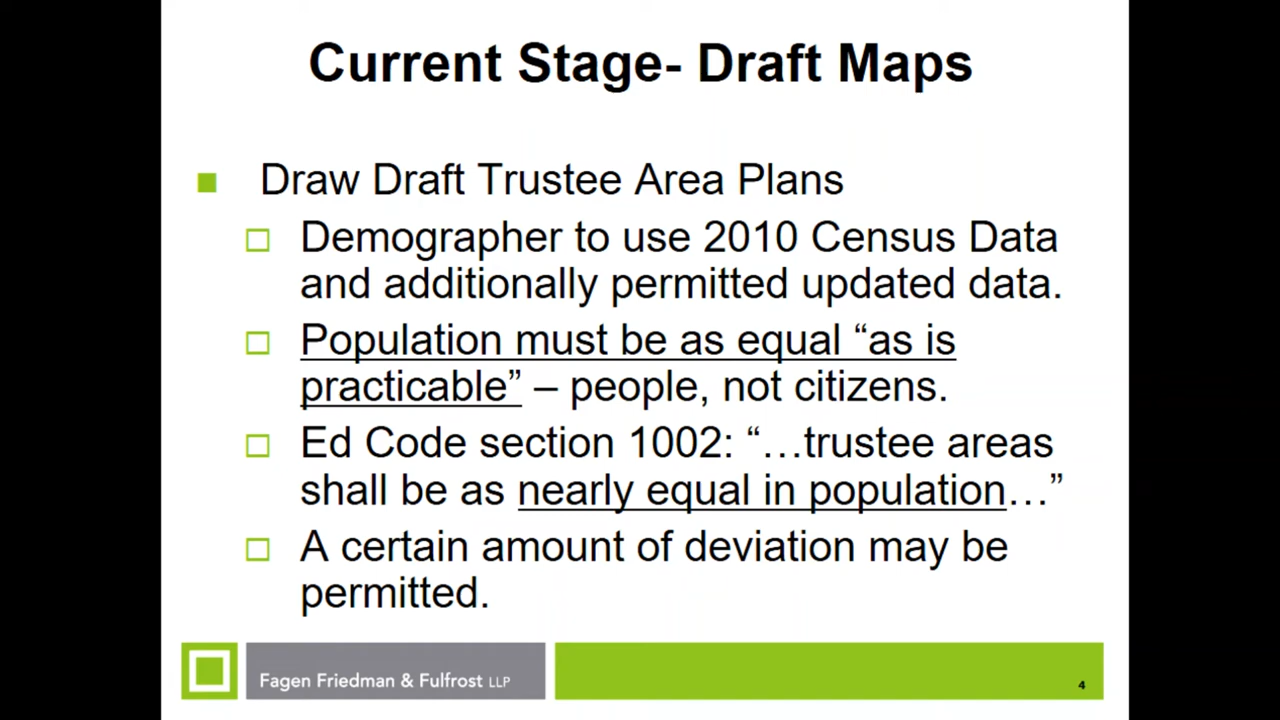 Current Stage- Draft Maps
Draw Draft Trustee Area Plans
Demographer to use 2010 Census Data
and additionally permitted updated data.
Population must be as equal “as is
practicable” – people, not citizens.
Ed Code section 1002: “…trustee areas
shall be as nearly equal in population…”
A certain amount of deviation may be
permitted.
Fagen Friedman & Fulfrost LLP
4